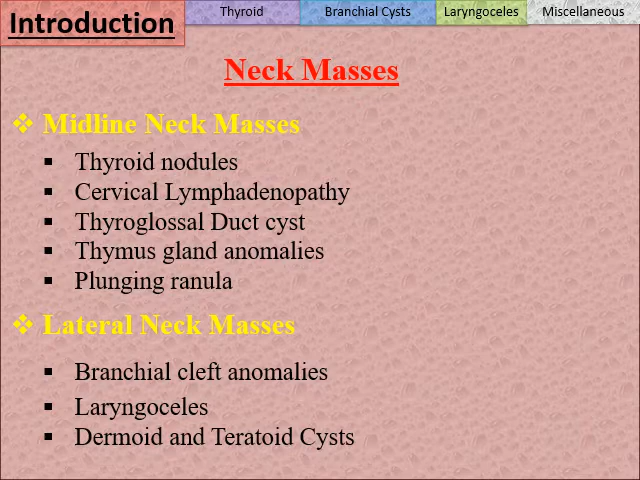 Introduction
Thyroid
Branchial Cysts
Laryngoceles
Miscellaneous
Neck Masses
❖ Midline Neck Masses
▪ Thyroid nodules
▪ Cervical Lymphadenopathy
▪ Thyroglossal Duct cyst
▪ Thymus gland anomalies
▪ Plunging ranula
❖ Lateral Neck Masses
▪ Branchial cleft anomalies
▪ Laryngoceles
▪ Dermoid and Teratoid Cysts